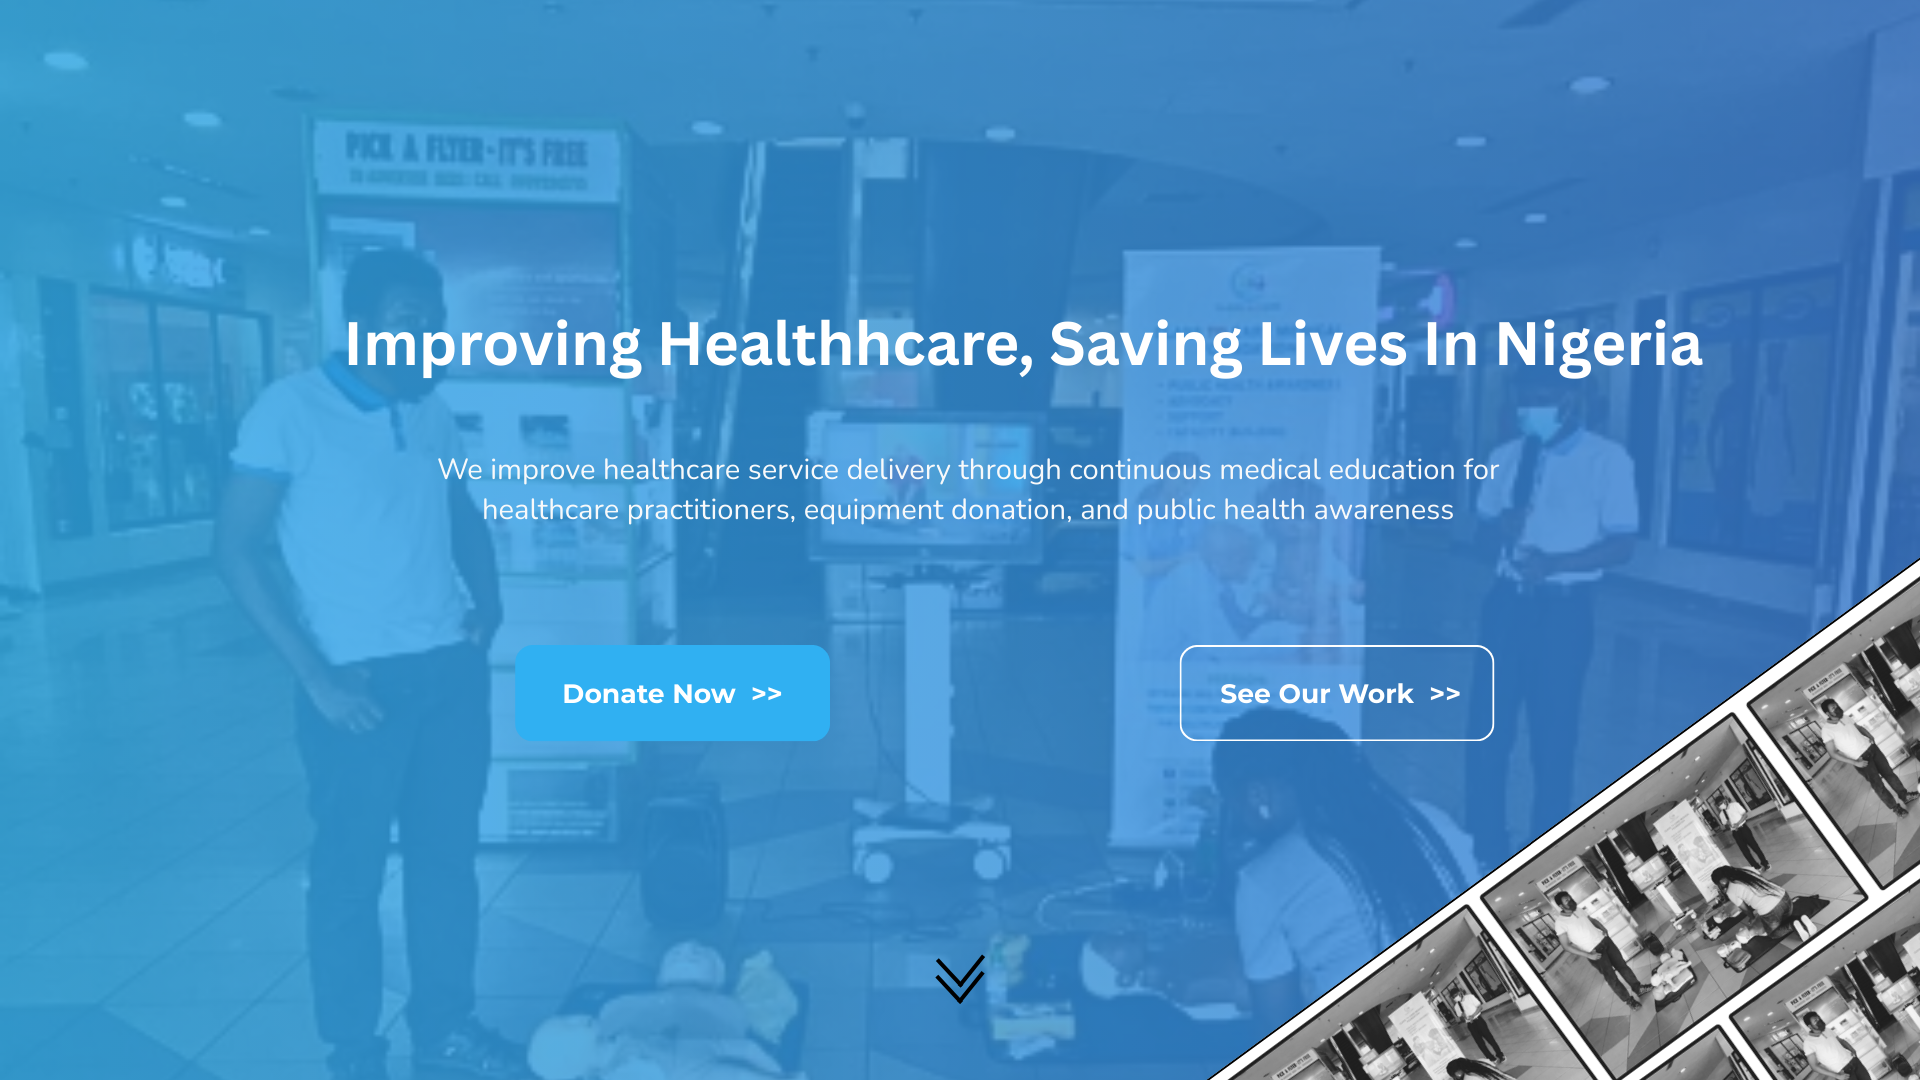 PICK A FLYER - IT'S FREE
Improving Healthhcare, Saving Lives In Nigeria
We improve healthcare service delivery through continuous medical education for
healthcare practitioners, equipment donation, and public health awareness
Donate Now >>
See Our Work >>